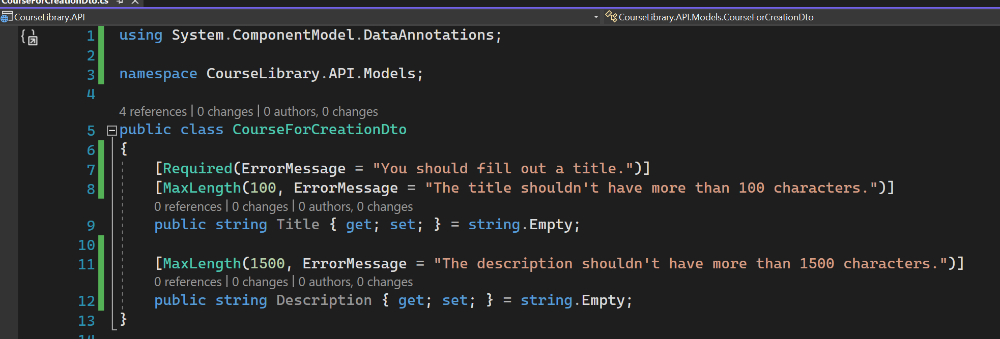 CourseForCreationDto.cs
CourseLibrary.API CourseLibrary.API.Models.CourseForCreationDto
1 using System.ComponentModel.DataAnnotations;
2
3 namespace CourseLibrary.API.Models;
4
4 references | 0 changes | 0 authors, 0 changes
5 public class CourseForCreationDto
6 {
7 [Required(ErrorMessage = "You should fill out a title.")]
8 [MaxLength(100, ErrorMessage = "The title shouldn't have more than 100 characters.")]
0 references | 0 changes | 0 authors, 0 changes
9 public string Title { get; set; } = string.Empty;
10
11 [MaxLength(1500, ErrorMessage = "The description shouldn't have more than 1500 characters.")]
0 references | 0 changes | 0 authors, 0 changes
12 public string Description { get; set; } = string.Empty;
13 }
14